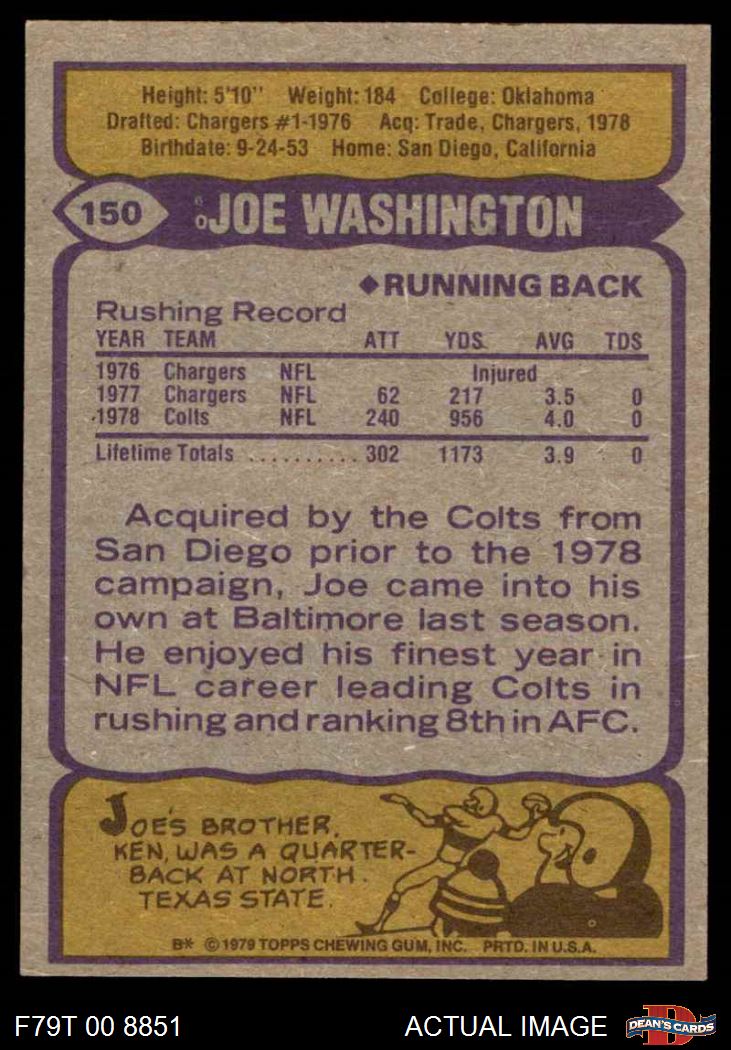 Height: 5'10" Weight: 184 College: Oklahoma
Drafted: Chargers #1-1976 Acq: Trade, Chargers, 1978
Birthdate: 9-24-53 Home: San Diego, California
150 JOE WASHINGTON
◆RUNNING BACK
Rushing Record
YEAR TEAM ATT YDS. AVG TDS
1976 Chargers NFL Injured
1977 Chargers NFL 62 217 3.5 0
1978 Colts NFL 240 956 4.0 0
Lifetime Totals .......... 302 1173 3.9 0
Acquired by the Colts from
San Diego prior to the 1978
campaign, Joe came into his
own at Baltimore last season.
He enjoyed his finest year in
NFL career leading Colts in
rushing and ranking 8th in AFC.
JOE'S BROTHER,
KEN, WAS A QUARTER-
BACK AT NORTH
TEXAS STATE.
B* © 1979 TOPPS CHEWING GUM, INC. PRTD. IN U.S.A.
F79T 00 8851 ACTUAL IMAGE D DEAN'S CARDS